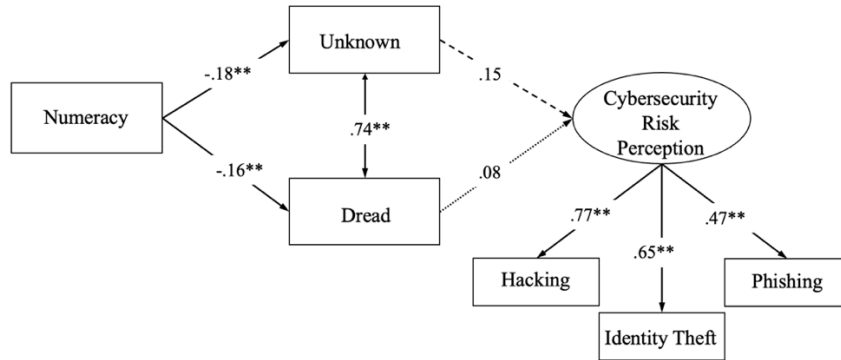 Unknown
-.18**
.15
Numeracy
Cybersecurity
Risk
Perception
.74**
-.16**
.08
Dread
.77**
.47**
.65**
Hacking
Phishing
Identity Theft